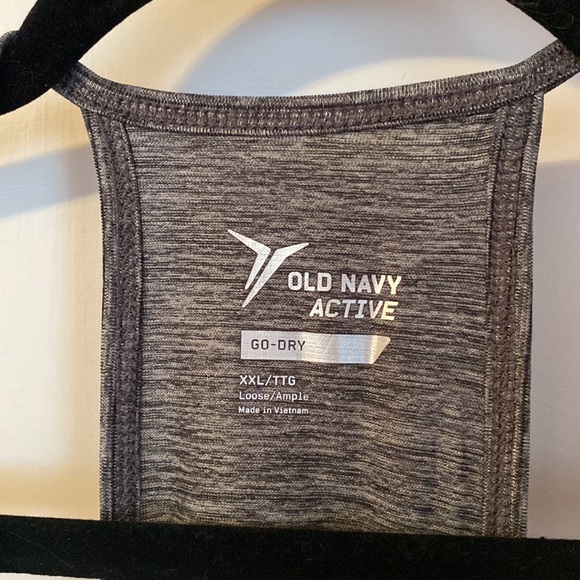 OLD NAVY
ACTIVE
GO-DRY
XXL/TTG
Loose/Ample
Made in Vietnam